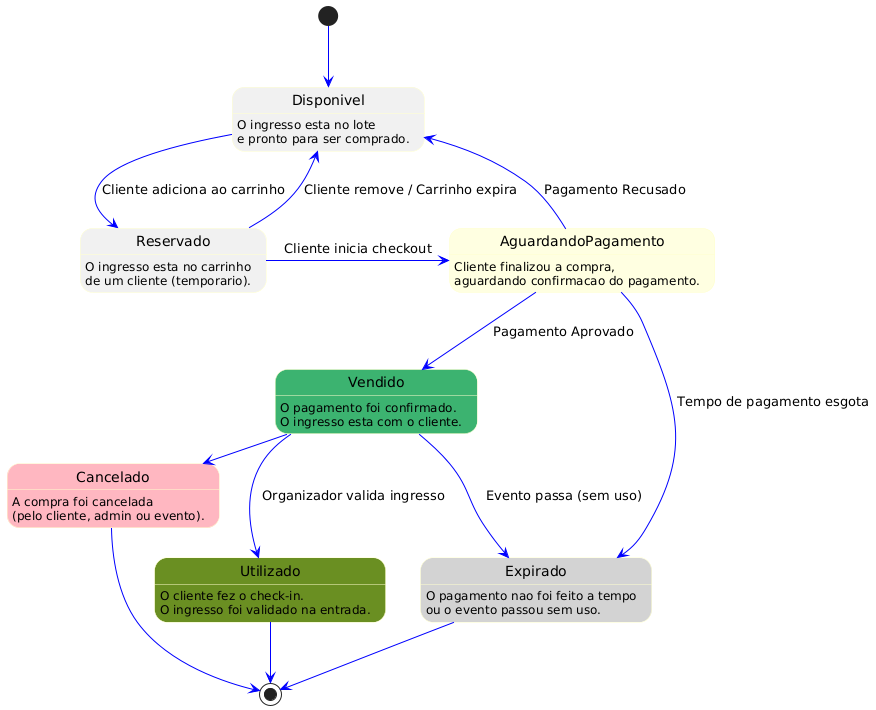 Disponivel
O ingresso esta no lote
e pronto para ser comprado.
Cliente adiciona ao carrinho
Cliente remove / Carrinho expira
Pagamento Recusado
Reservado
O ingresso esta no carrinho
de um cliente (temporario).
Cliente inicia checkout
AguardandoPagamento
Cliente finalizou a compra,
aguardando confirmacao do pagamento.
Pagamento Aprovado
Vendido
O pagamento foi confirmado.
O ingresso esta com o cliente.
Tempo de pagamento esgota
Cancelado
A compra foi cancelada
(pelo cliente, admin ou evento).
Organizador valida ingresso
Evento passa (sem uso)
Utilizado
O cliente fez o check-in.
O ingresso foi validado na entrada.
Expirado
O pagamento nao foi feito a tempo
ou o evento passou sem uso.